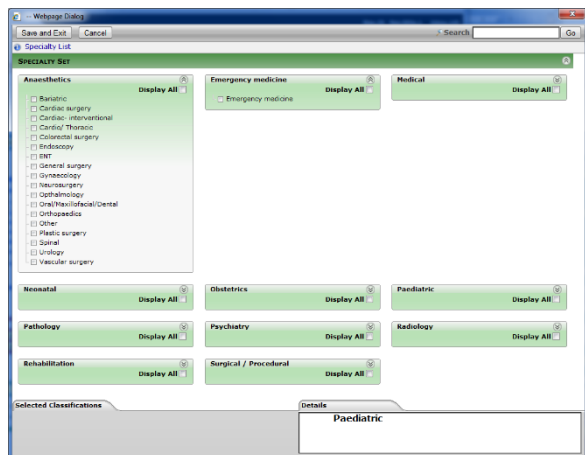 -- Webpage Dialog
Save and Exit Cancel Search Go
Specialty List
SPECIALTY SET
Anaesthetics
Display All
Bariatric
Cardiac surgery
Cardiac- interventional
Cardio/ Thoracic
Colorectal surgery
Endoscopy
ENT
General surgery
Gynaecology
Neurosurgery
Opthalmology
Oral/Maxillofacial/Dental
Orthopaedics
Other
Plastic surgery
Spinal
Urology
Vascular surgery
Emergency medicine
Display All
Emergency medicine
Medical
Display All
Neonatal
Display All
Obstetrics
Display All
Paediatric
Display All
Pathology
Display All
Psychiatry
Display All
Radiology
Display All
Rehabilitation
Display All
Surgical / Procedural
Display All
Selected Classifications
Details
Paediatric